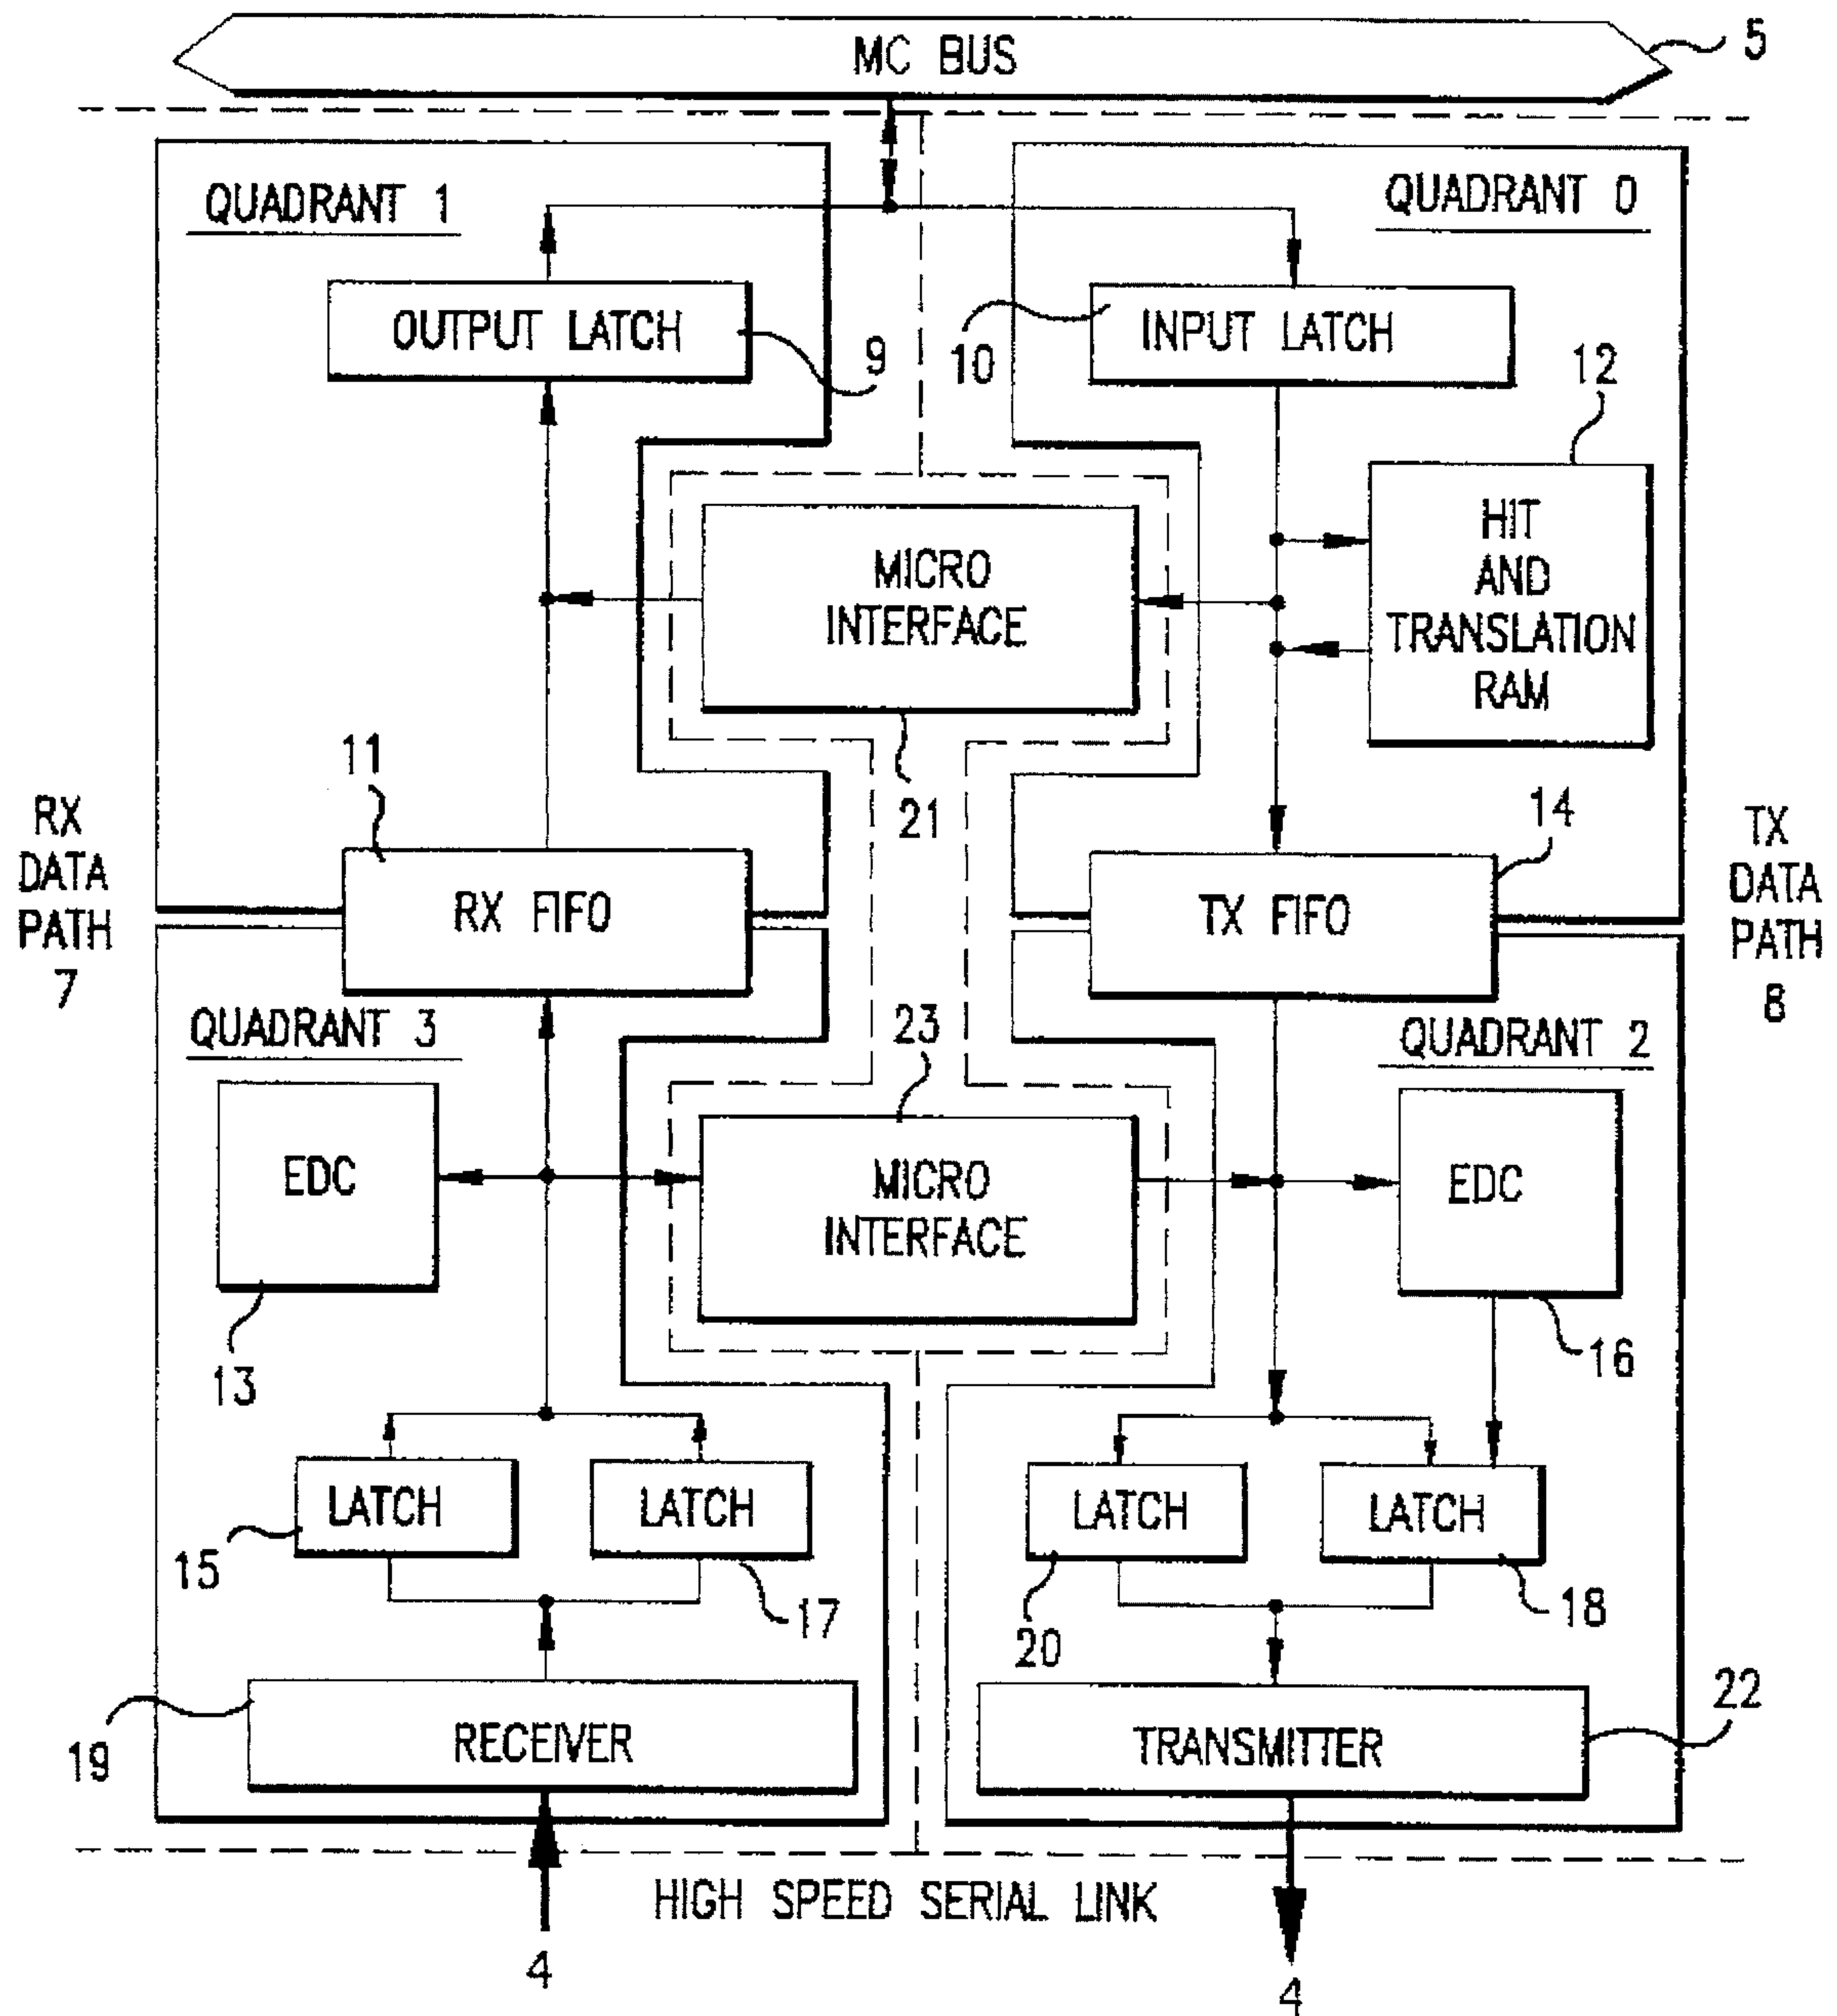 MC BUS
5
QUADRANT 1
QUADRANT 0
OUTPUT LATCH
9
10
INPUT LATCH
12
HIT
AND
TRANSLATION
RAM
MICRO
INTERFACE
21
11
RX
DATA
PATH
7
RX FIFO
TX FIFO
14
TX
DATA
PATH
8
QUADRANT 3
23
QUADRANT 2
EDC
13
MICRO
INTERFACE
EDC
16
LATCH
15
LATCH
17
LATCH
20
LATCH
18
RECEIVER
19
TRANSMITTER
22
HIGH SPEED SERIAL LINK
4
4